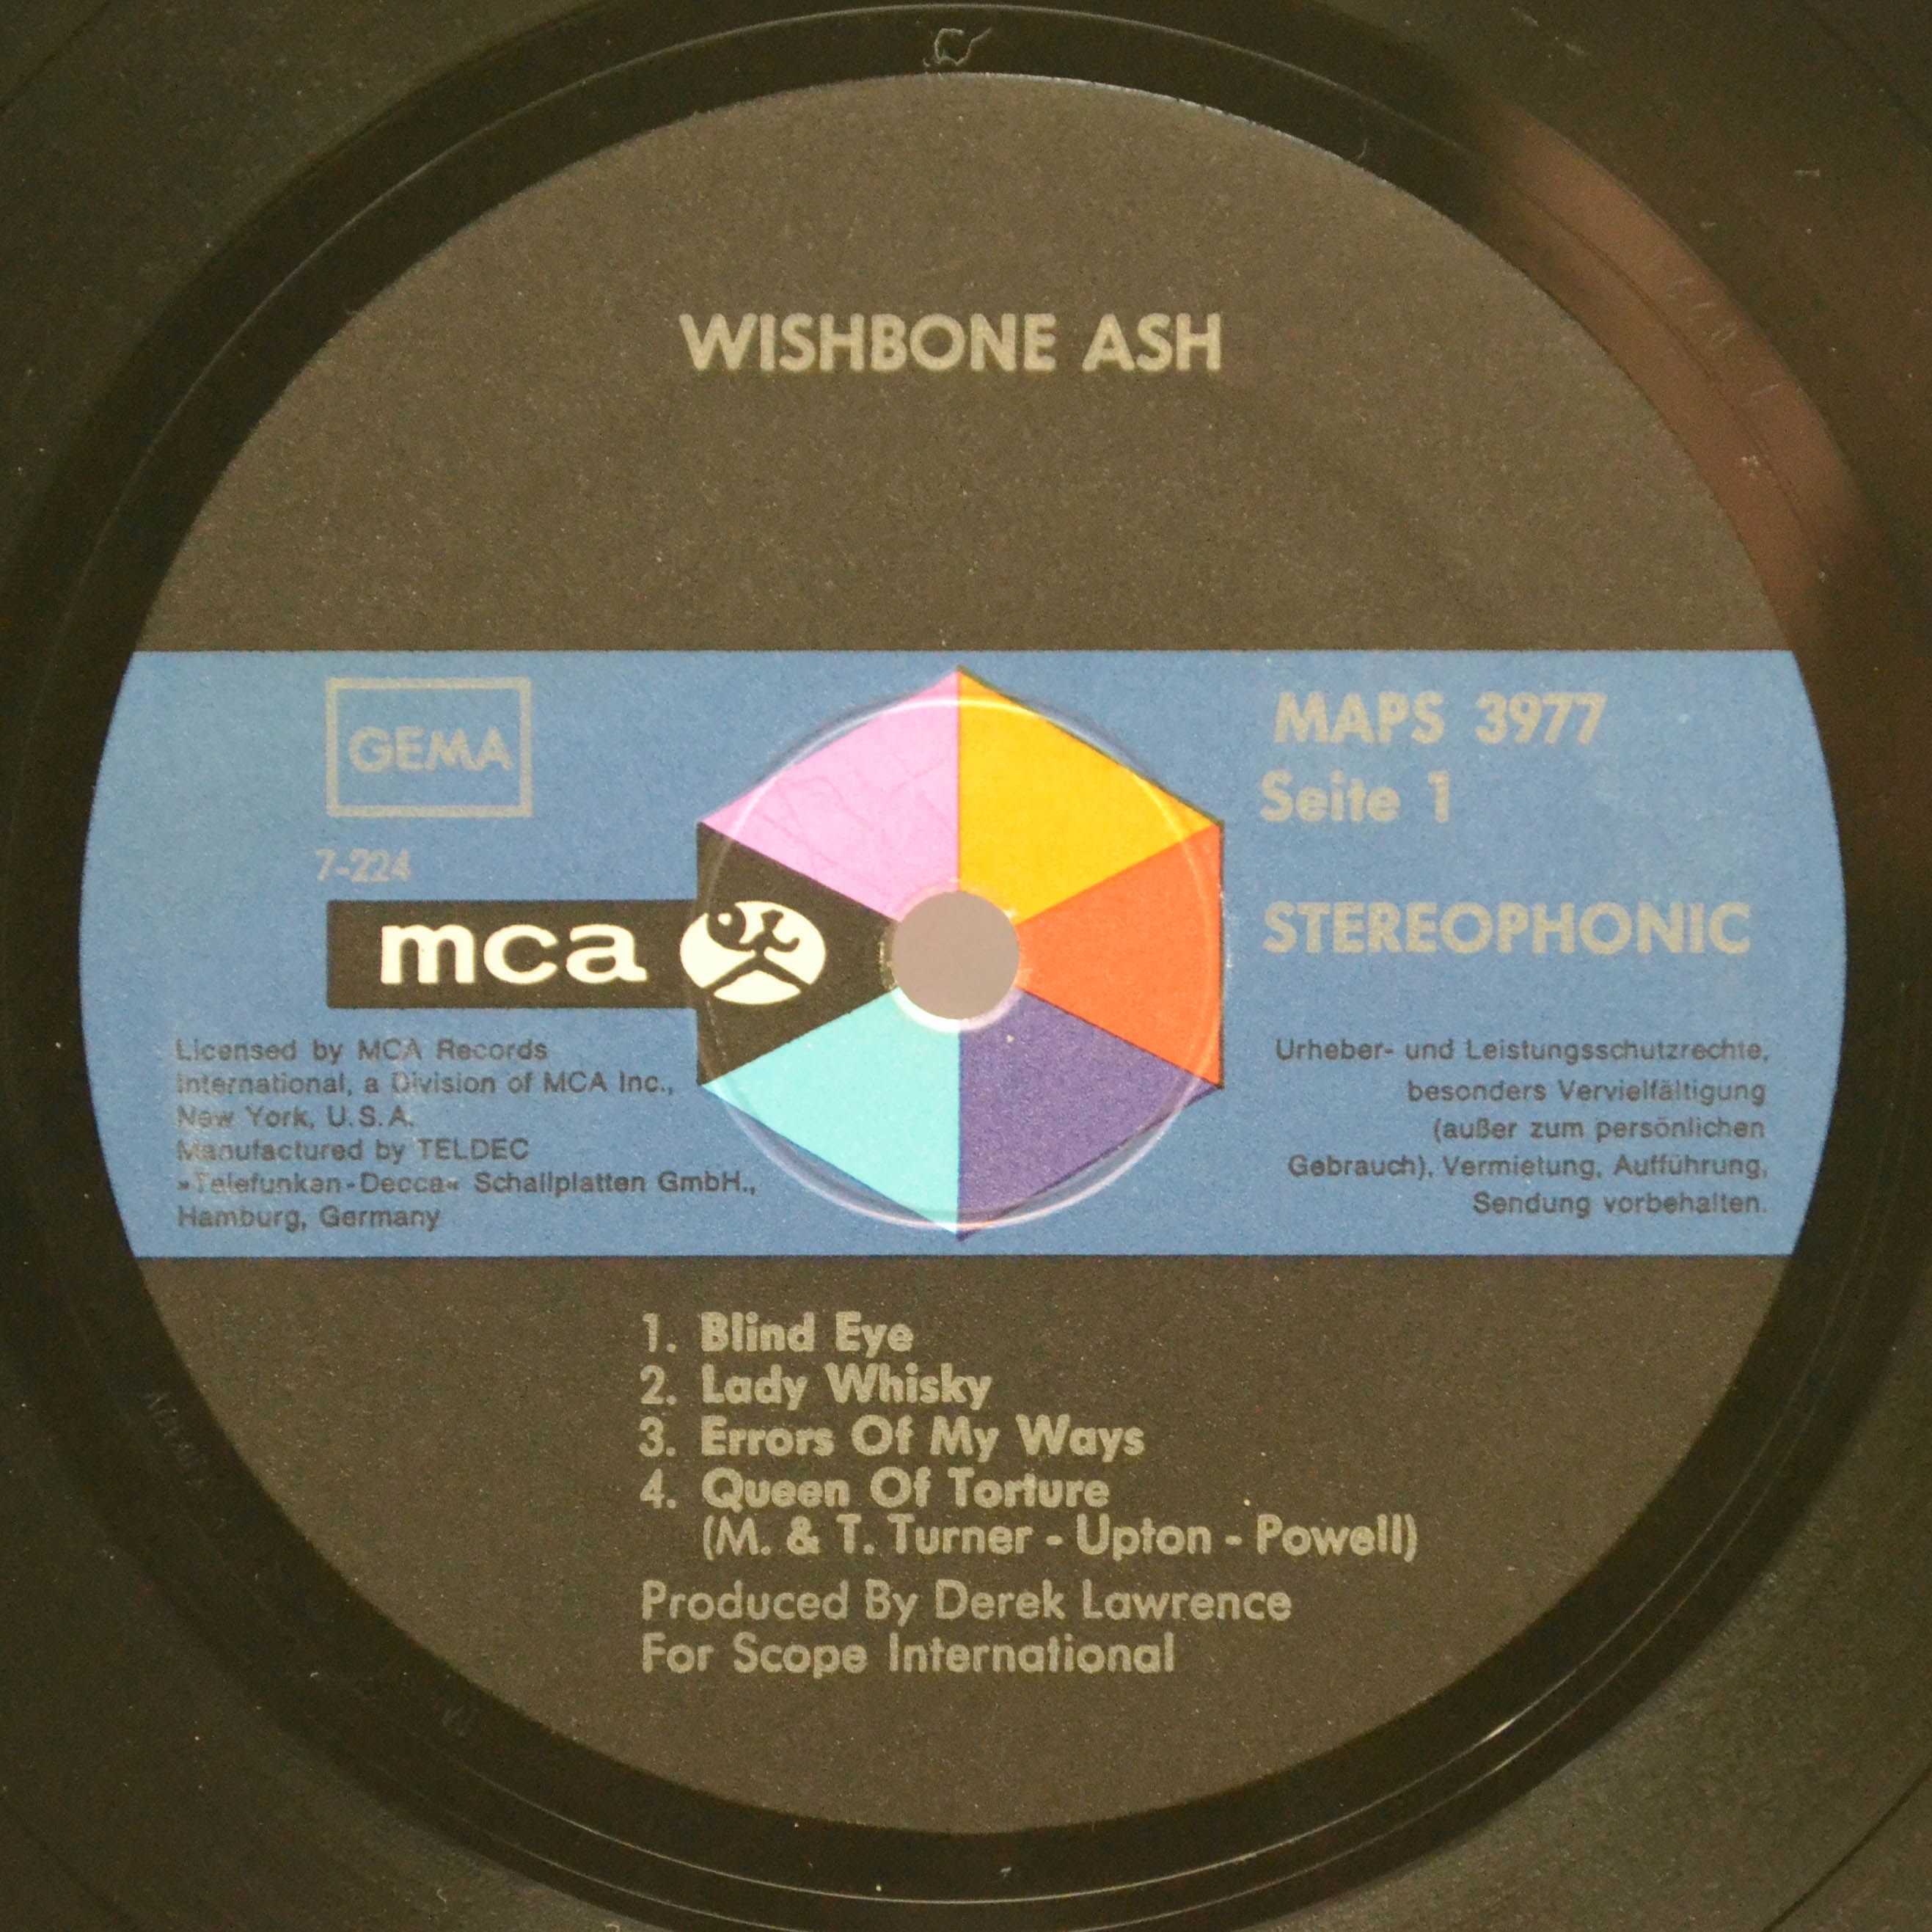 WISHBONE ASH
GEMA
7-224
mca
MAPS 3977
Seite 1
STEREOPHONIC
Licensed by MCA Records
International, a Division of MCA Inc.,
New York, U.S.A.
Manufactured by TELDEC
»Telefunken-Decca« Schallplatten GmbH.,
Hamburg, Germany
Urheber- und Leistungsschutzrechte,
besonders Vervielfältigung
(außer zum persönlichen
Gebrauch), Vermietung, Aufführung,
Sendung vorbehalten.
1. Blind Eye
2. Lady Whisky
3. Errors Of My Ways
4. Queen Of Torture
(M. & T. Turner - Upton - Powell)
Produced By Derek Lawrence
For Scope International